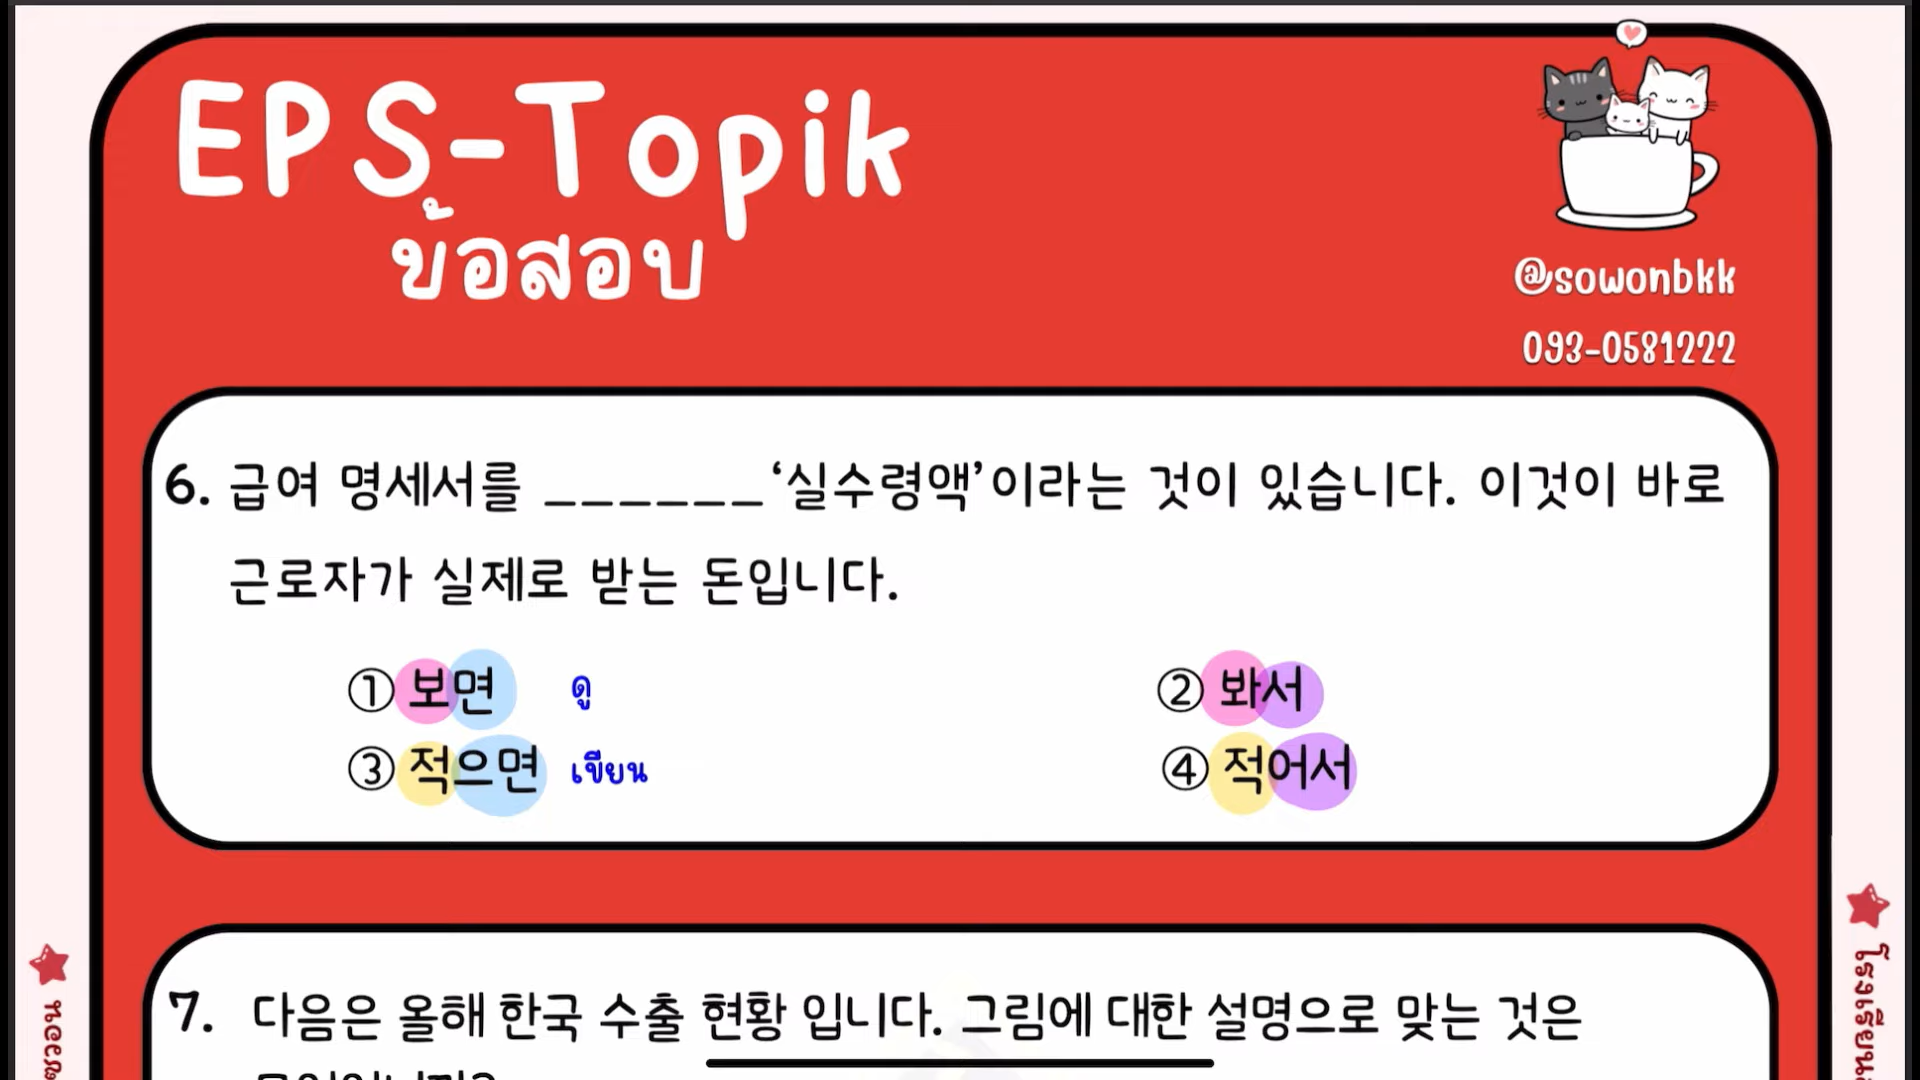 EPS-Topik
ข้อสอบ
@sowonbkk
093-0581222
6. 급여 명세서를 ______‘실수령액’이라는 것이 있습니다. 이것이 바로
근로자가 실제로 받는 돈입니다.
① 보면 ดู
② 봐서
③ 적으면 เขียน
④ 적어서
7. 다음은 올해 한국 수출 현황 입니다. 그림에 대한 설명으로 맞는 것은